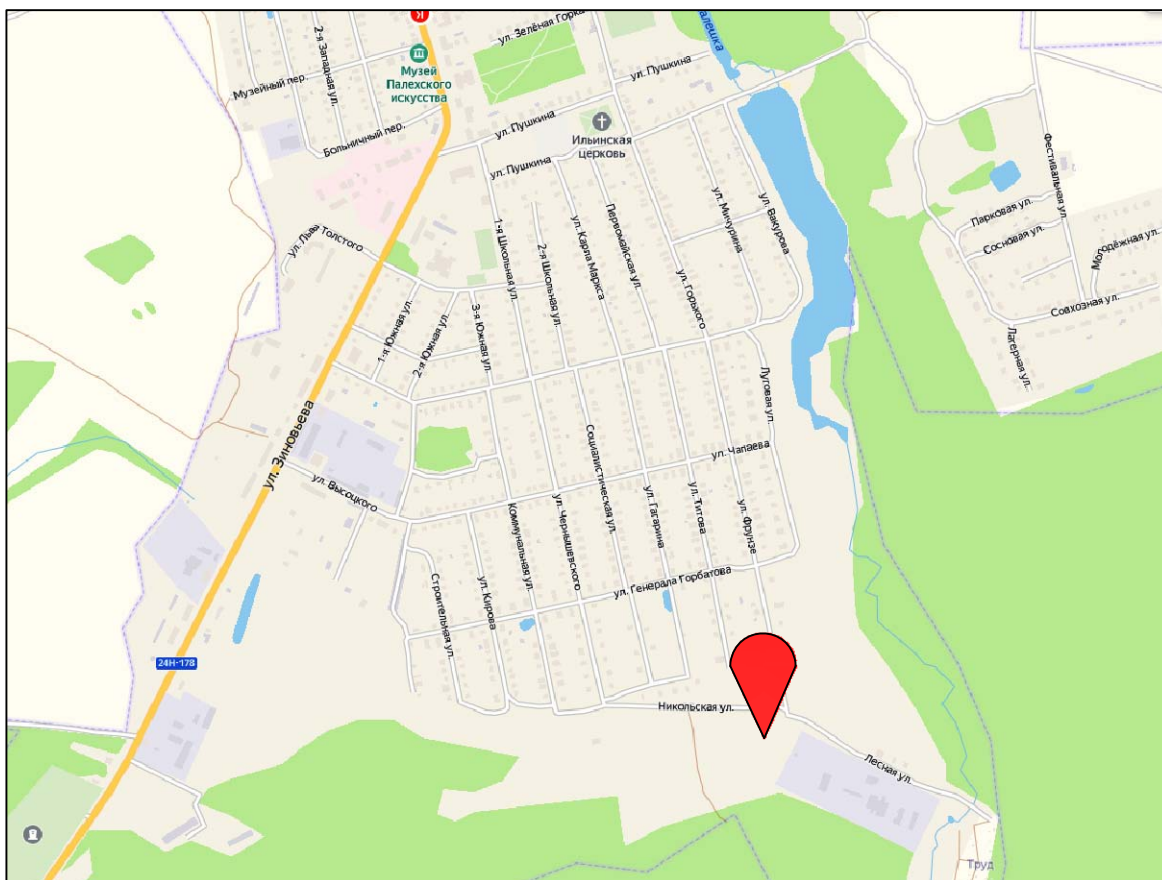 ул. Зелёная Горка
алешка
К
2-я Западная ул.
Музейный пер.
Музей
Палехского
искусства
ул. Пушкина
ул. Пушкина
Больничный пер.
Ильинская
церковь
ул. Пушкина
Фестивальная ул.
ул. Мичурина
ул. Вакурова
Первомайская ул.
ул. Карла Маркса
1-я Школьная ул.
2-я Школьная ул.
Парковая ул.
Сосновая ул.
Молодёжная ул.
ул. Льва Толстого
ул. Горького
Совхозная ул.
1-я Южная ул.
2-я Южная ул.
3-я Южная ул.
Лагерная ул.
Луговая ул.
ул. Зиновьева
Социалистическая ул.
ул. Чапаева
ул. Высоцкого
Коммунальная ул.
ул. Чернышевского
ул. Гагарина
ул. Титова
ул. Фрунзе
ул. Генерала Горбатова
Строительная ул.
ул. Кирова
24Н-178
Никольская ул.
Лесная ул.
Труд